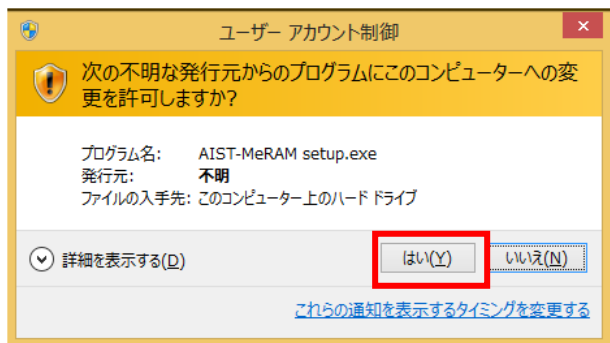 ユーザー アカウント制御
次の不明な発行元からのプログラムにこのコンピューターへの変
更を許可しますか?
プログラム名: AIST-MeRAM setup.exe
発行元: 不明
ファイルの入手先: このコンピューター上のハード ドライブ
詳細を表示する(D) はい(Y) いいえ(N)
これらの通知を表示するタイミングを変更する